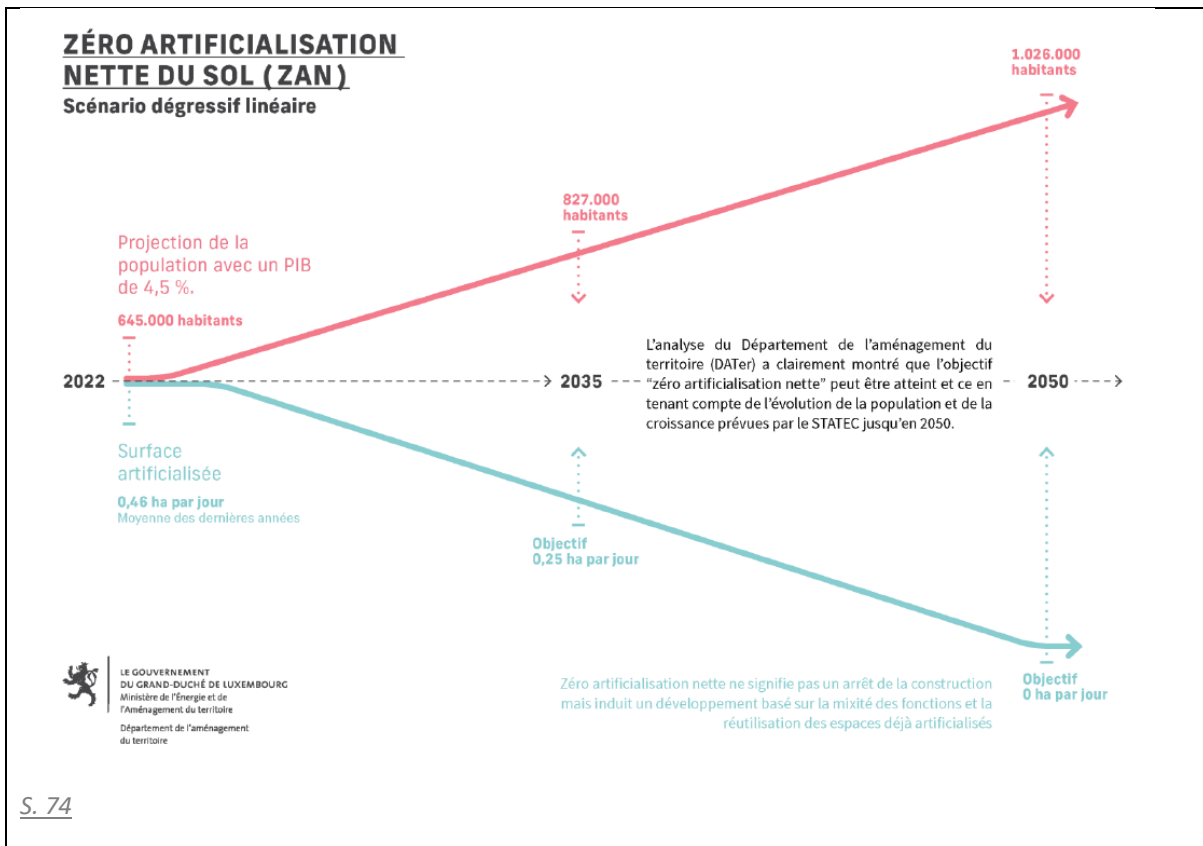 ZÉRO ARTIFICIALISATION
NETTE DU SOL (ZAN)
Scénario dégressif linéaire
1.026.000
habitants
827.000
habitants
Projection de la
population avec un PIB
de 4,5 %.
645.000 habitants
L'analyse du Département de l'aménagement du
territoire (DATer) a clairement montré que l'objectif
"zéro artificialisation nette" peut être atteint et ce en
tenant compte de l'évolution de la population et de la
croissance prévues par le STATEC jusqu'en 2050.
2022
2035
2050
Surface
artificialisée
0,46 ha par jour
Moyenne des dernières années
Objectif
0,25 ha par jour
Objectif
0 ha par jour
Zéro artificialisation nette ne signifie pas un arrêt de la construction
mais induit un développement basé sur la mixité des fonctions et la
réutilisation des espaces déjà artificialisés
LE GOUVERNEMENT
DU GRAND-DUCHÉ DE LUXEMBOURG
Ministère de l'Énergie et de
l'Aménagement du territoire
Département de l'aménagement
du territoire
S. 74